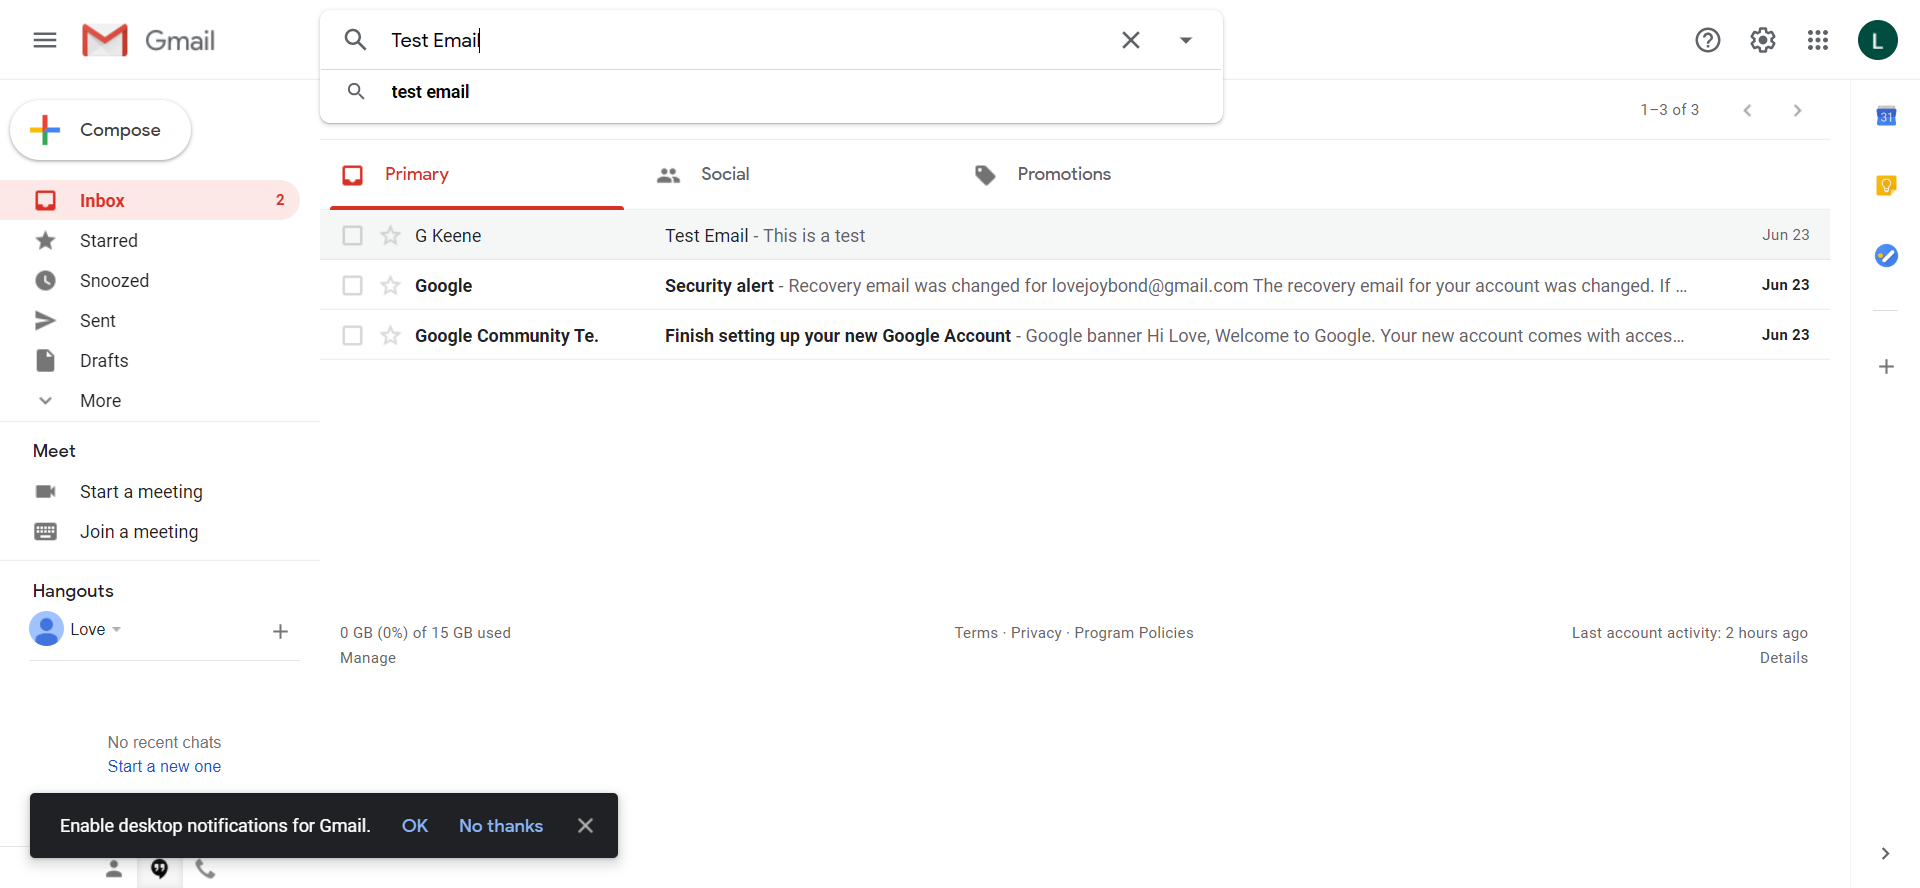 Gmail
Test Email
test email
L
Compose
1–3 of 3
31
Primary
Social
Promotions
Inbox 2
Starred
Snoozed
Sent
Drafts
More
G Keene Test Email - This is a test Jun 23
Google Security alert - Recovery email was changed for lovejoybond@gmail.com The recovery email for your account was changed. If ... Jun 23
Google Community Te. Finish setting up your new Google Account - Google banner Hi Love, Welcome to Google. Your new account comes with acces... Jun 23
Meet
Start a meeting
Join a meeting
Hangouts
Love
0 GB (0%) of 15 GB used
Manage
Terms · Privacy · Program Policies
Last account activity: 2 hours ago
Details
No recent chats
Start a new one
Enable desktop notifications for Gmail. OK No thanks